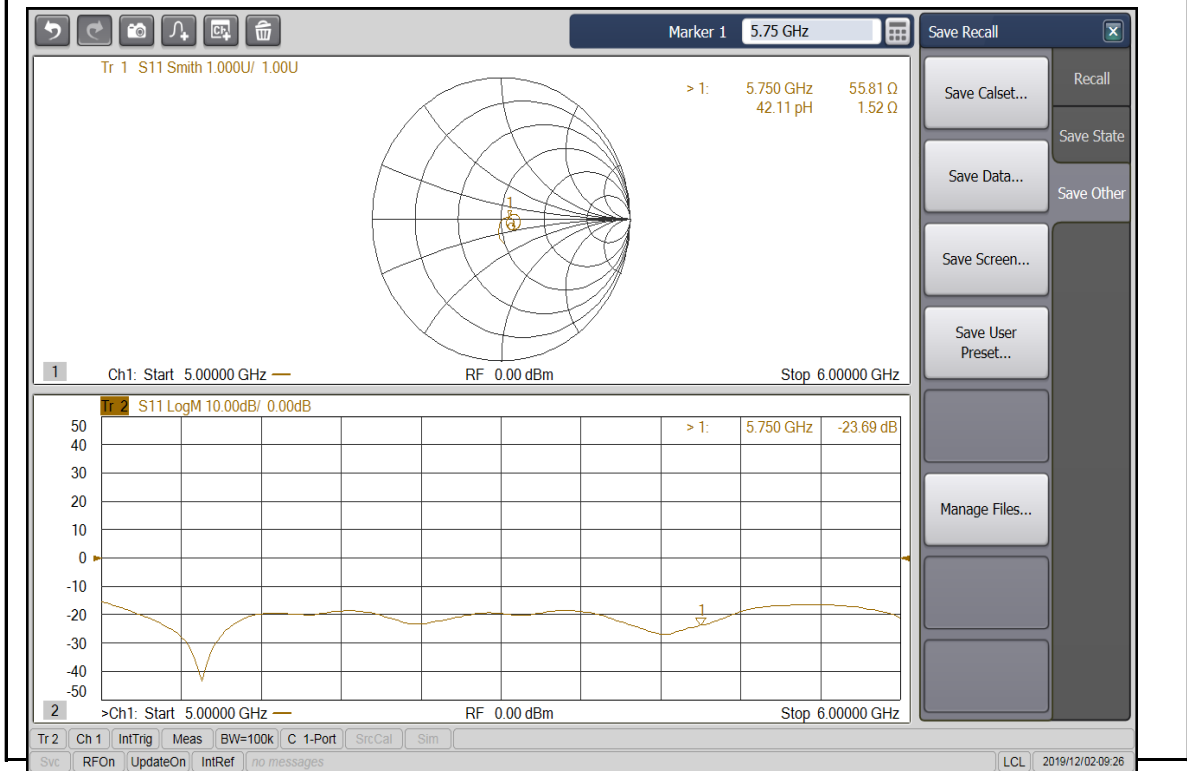 Marker 1 5.75 GHz
Save Recall
Tr 1 S11 Smith 1.000U/ 1.00U
> 1: 5.750 GHz 55.81 Ω
42.11 pH 1.52 Ω
1
1 Ch1: Start 5.00000 GHz RF 0.00 dBm Stop 6.00000 GHz
Tr 2 S11 LogM 10.00dB/ 0.00dB
> 1: 5.750 GHz -23.69 dB
50
40
30
20
10
0
-10
-20
-30
-40
-50
1
2 >Ch1: Start 5.00000 GHz RF 0.00 dBm Stop 6.00000 GHz
Save Calset...
Save Data...
Save Screen...
Save User
Preset...
Manage Files...
Recall
Save State
Save Other
Tr 2 Ch 1 IntTrig Meas BW=100k C 1-Port SrcCal Sim
Svc RFOn UpdateOn IntRef no messages LCL 2019/12/02-09:26